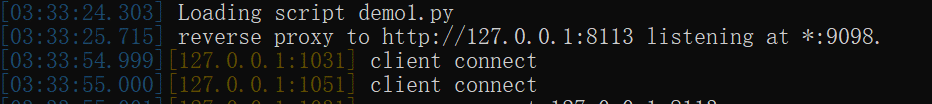 [03:33:24.303] Loading script demo1.py
[03:33:25.715] reverse proxy to http://127.0.0.1:8113 listening at *:9098.
[03:33:54.999][127.0.0.1:1031] client connect
[03:33:55.000][127.0.0.1:1051] client connect